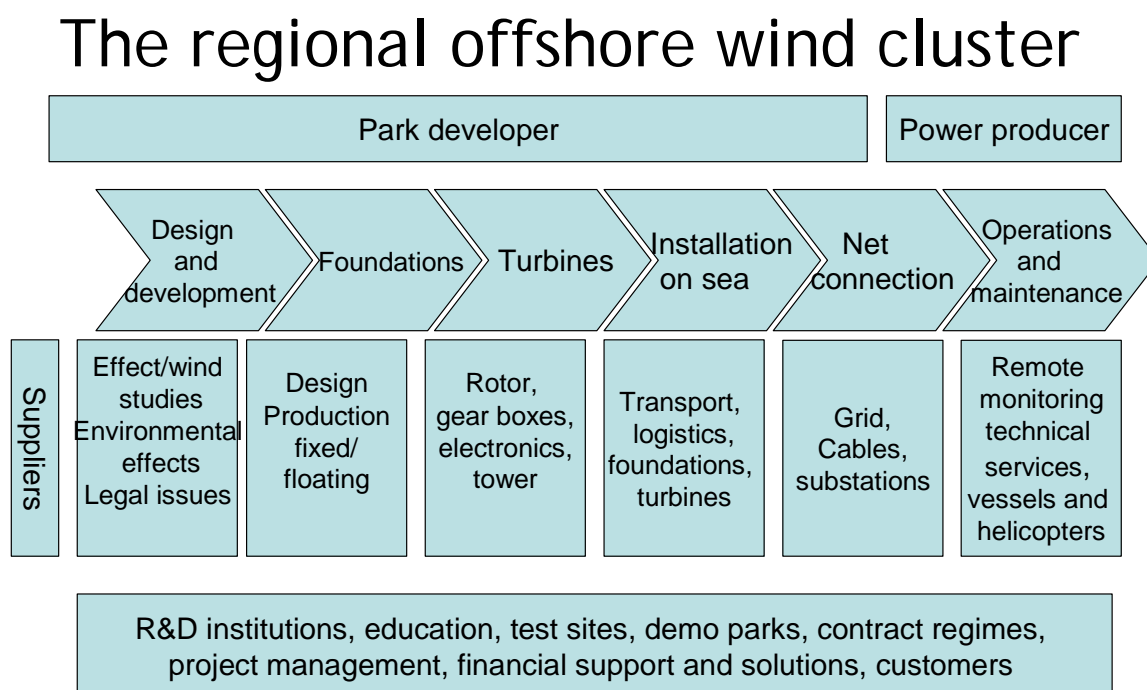 The regional offshore wind cluster
Park developer
Power producer
Design
and
development
Foundations
Turbines
Installation
on sea
Net
connection
Operations
and
maintenance
Suppliers
Effect/wind
studies
Environmental
effects
Legal issues
Design
Production
fixed/
floating
Rotor,
gear boxes,
electronics,
tower
Transport,
logistics,
foundations,
turbines
Grid,
Cables,
substations
Remote
monitoring
technical
services,
vessels and
helicopters
R&D institutions, education, test sites, demo parks, contract regimes,
project management, financial support and solutions, customers